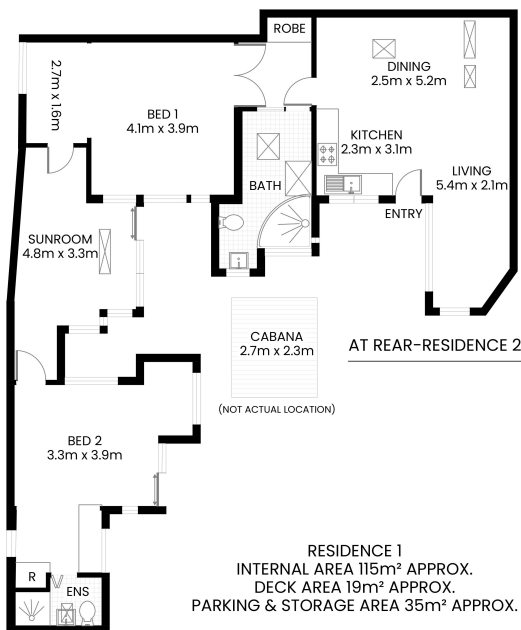 ROBE
2.7m x 1.6m
DINING
2.5m x 5.2m
BED 1
4.1m x 3.9m
KITCHEN
2.3m x 3.1m
LIVING
5.4m x 2.1m
BATH
ENTRY
SUNROOM
4.8m x 3.3m
CABANA
2.7m x 2.3m
AT REAR-RESIDENCE 2
(NOT ACTUAL LOCATION)
BED 2
3.3m x 3.9m
R
ENS
RESIDENCE 1
INTERNAL AREA 115m² APPROX.
DECK AREA 19m² APPROX.
PARKING & STORAGE AREA 35m² APPROX.